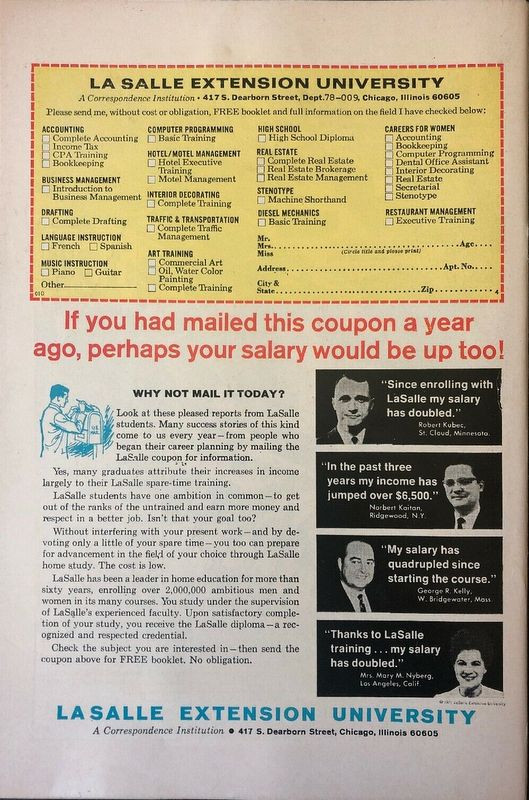 LA SALLE EXTENSION UNIVERSITY
A Correspondence Institution • 417 S. Dearborn Street, Dept. 78-009, Chicago, Illinois 60605
Please send me, without cost or obligation, FREE booklet and full information on the field I have checked below:
ACCOUNTING
Complete Accounting
Income Tax
CPA Training
Bookkeeping
BUSINESS MANAGEMENT
Introduction to
Business Management
DRAFTING
Complete Drafting
LANGUAGE INSTRUCTION
French Spanish
MUSIC INSTRUCTION
Piano Guitar
Other
COMPUTER PROGRAMMING
Basic Training
HOTEL/MOTEL MANAGEMENT
Hotel Executive
Training
Motel Management
INTERIOR DECORATING
Complete Training
TRAFFIC & TRANSPORTATION
Complete Traffic
Management
ART TRAINING
Commercial Art
Oil, Water Color
Painting
Complete Training
HIGH SCHOOL
High School Diploma
REAL ESTATE
Complete Real Estate
Real Estate Brokerage
Real Estate Management
STENOTYPE
Machine Shorthand
DIESEL MECHANICS
Basic Training
CAREERS FOR WOMEN
Accounting
Bookkeeping
Computer Programming
Dental Office Assistant
Interior Decorating
Real Estate
Secretarial
Stenotype
RESTAURANT MANAGEMENT
Executive Training
Mr.
Mrs. Age
Miss (Circle title and please print)
Address Apt. No.
City &
State Zip
If you had mailed this coupon a year
ago, perhaps your salary would be up too!
WHY NOT MAIL IT TODAY?
Look at these pleased reports from LaSalle
students. Many success stories of this kind
come to us every year—from people who
began their career planning by mailing the
LaSalle coupon for information.
Yes, many graduates attribute their increases in income
largely to their LaSalle spare-time training.
LaSalle students have one ambition in common—to get
out of the ranks of the untrained and earn more money and
respect in a better job. Isn't that your goal too?
Without interfering with your present work—and by de-
voting only a little of your spare time—you too can prepare
for advancement in the field of your choice through LaSalle
home study. The cost is low.
LaSalle has been a leader in home education for more than
sixty years, enrolling over 2,000,000 ambitious men and
women in its many courses. You study under the supervision
of LaSalle's experienced faculty. Upon satisfactory comple-
tion of your study, you receive the LaSalle diploma—a rec-
ognized and respected credential.
Check the subject you are interested in—then send the
coupon above for FREE booklet. No obligation.
"Since enrolling with
LaSalle my salary
has doubled."
Robert Kubec,
St. Cloud, Minnesota.
"In the past three
years my income has
jumped over $6,500."
Norbert Kaitan,
Ridgewood, N.Y.
"My salary has
quadrupled since
starting the course."
George R. Kelly,
W. Bridgewater, Mass.
"Thanks to LaSalle
training . . . my salary
has doubled."
Mrs. Mary M. Nyberg,
Los Angeles, Calif.
LA SALLE EXTENSION UNIVERSITY
A Correspondence Institution • 417 S. Dearborn Street, Chicago, Illinois 60605